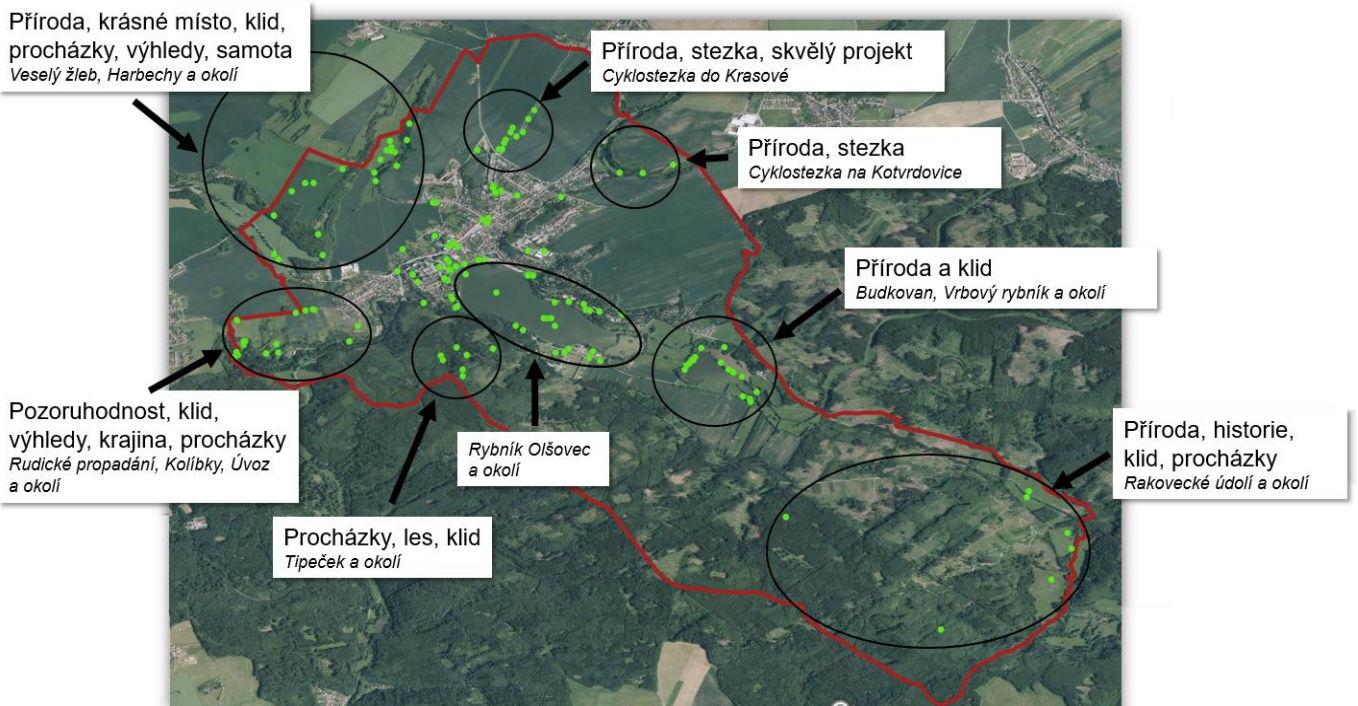 Příroda, krásné místo, klid,
procházky, výhledy, samota
Veselý žleb, Harbechy a okolí
Příroda, stezka, skvělý projekt
Cyklostezka do Krasové
Příroda, stezka
Cyklostezka na Kotvrdovice
Příroda a klid
Budkovan, Vrbový rybník a okolí
Pozoruhodnost, klid,
výhledy, krajina, procházky
Rudické propadání, Kolíbky, Úvoz
a okolí
Rybník Olšovec
a okolí
Příroda, historie,
klid, procházky
Rakovecké údolí a okolí
Procházky, les, klid
Tipeček a okolí